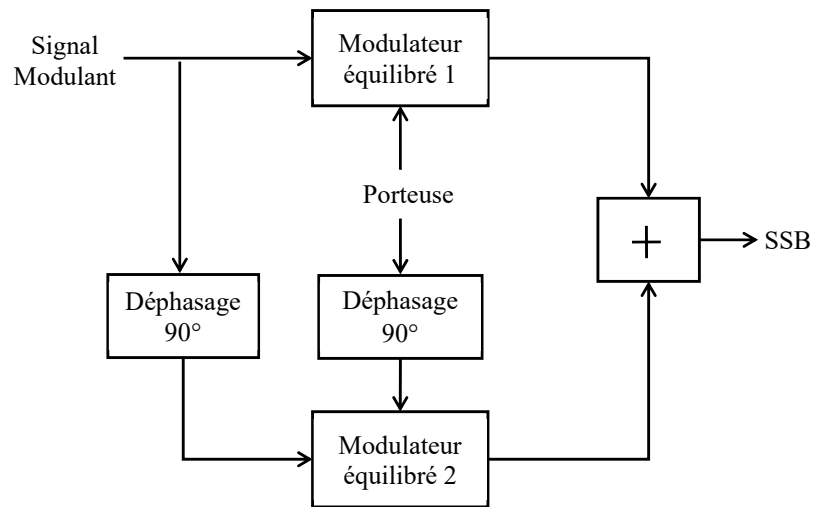 Signal
Modulant
Modulateur
équilibré 1
Porteuse
+
SSB
Déphasage
90°
Déphasage
90°
Modulateur
équilibré 2